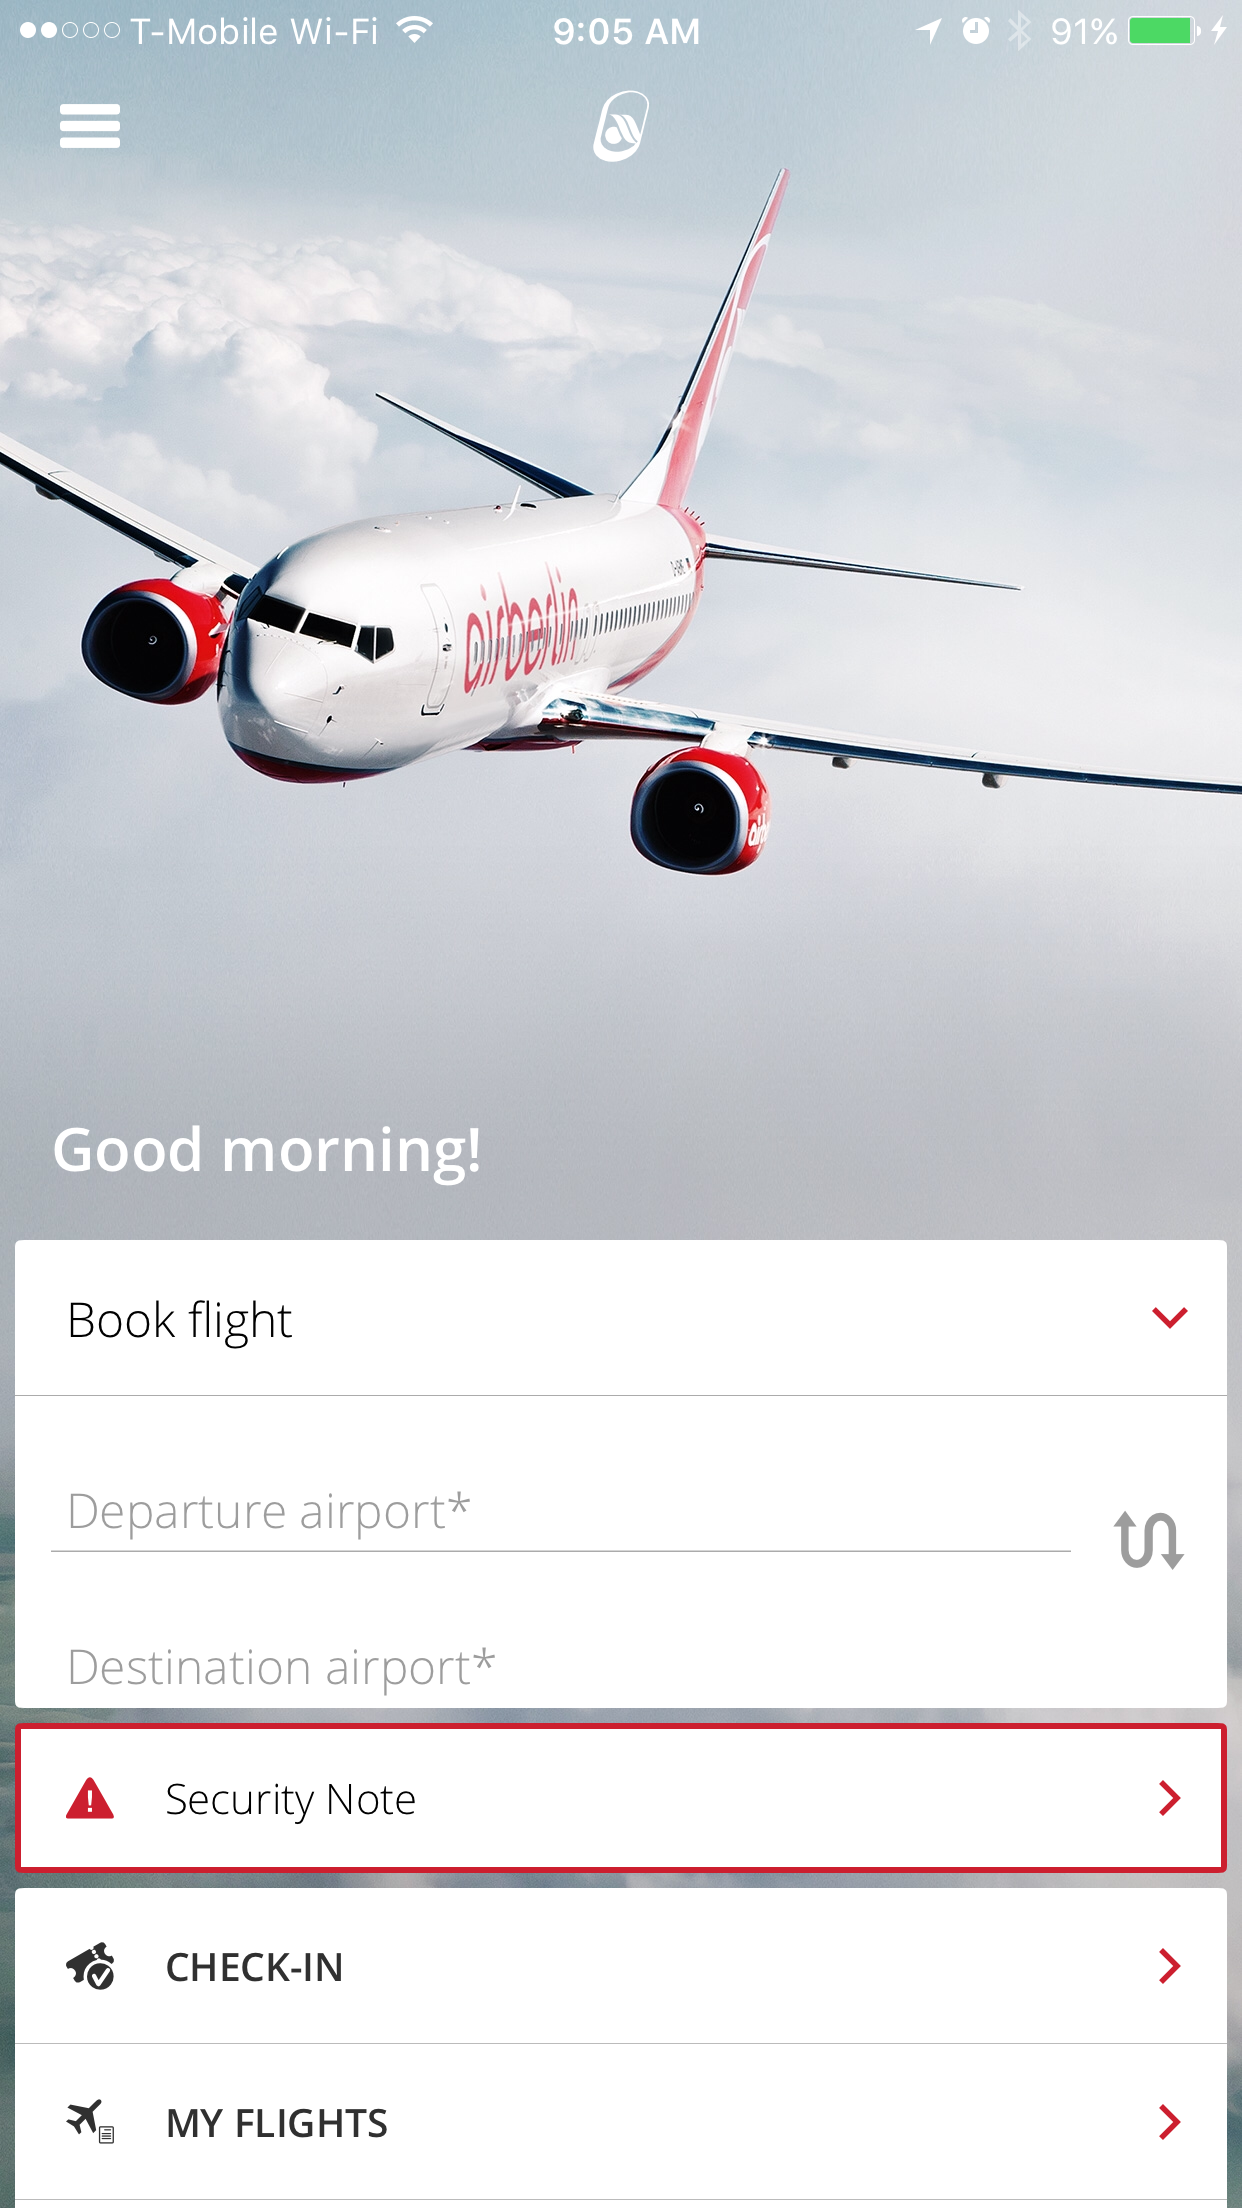 T-Mobile Wi-Fi 9:05 AM 91%
airberlin
Good morning!
Book flight
Departure airport*
Destination airport*
Security Note
CHECK-IN
MY FLIGHTS